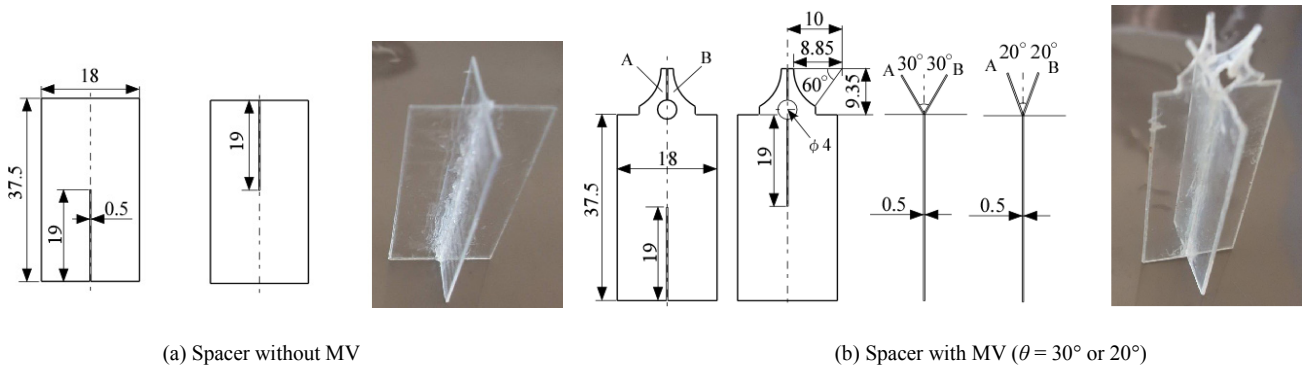 18
37.5
19
0.5
19
A
B
18
37.5
19
10
8.85
60°
9.35
19
ϕ 4
A 30° 30° B
0.5
A 20° 20° B
0.5
(a) Spacer without MV
(b) Spacer with MV (θ = 30° or 20°)